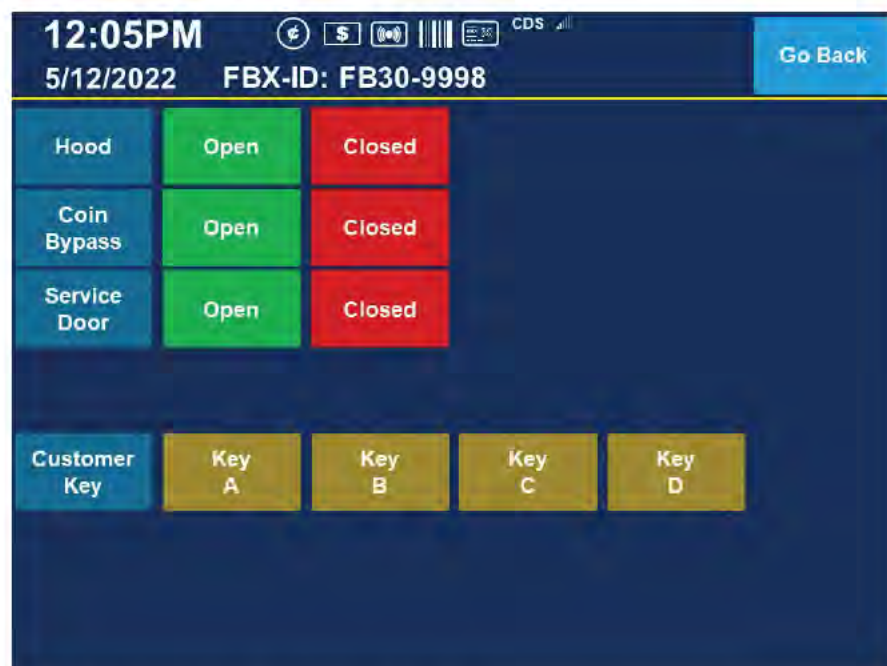 12:05PM
¢ $ CDS
5/12/2022 FBX-ID: FB30-9998
Go Back
Hood Open Closed
Coin
Bypass
Open Closed
Service
Door
Open Closed
Customer
Key
Key
A
Key
B
Key
C
Key
D